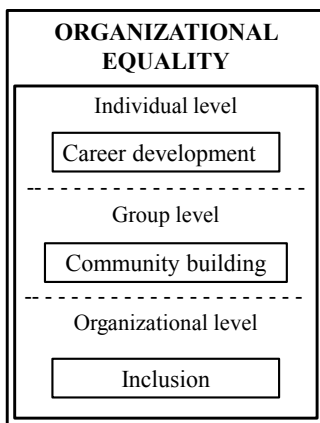 ORGANIZATIONAL
EQUALITY
Individual level
Career development
Group level
Community building
Organizational level
Inclusion